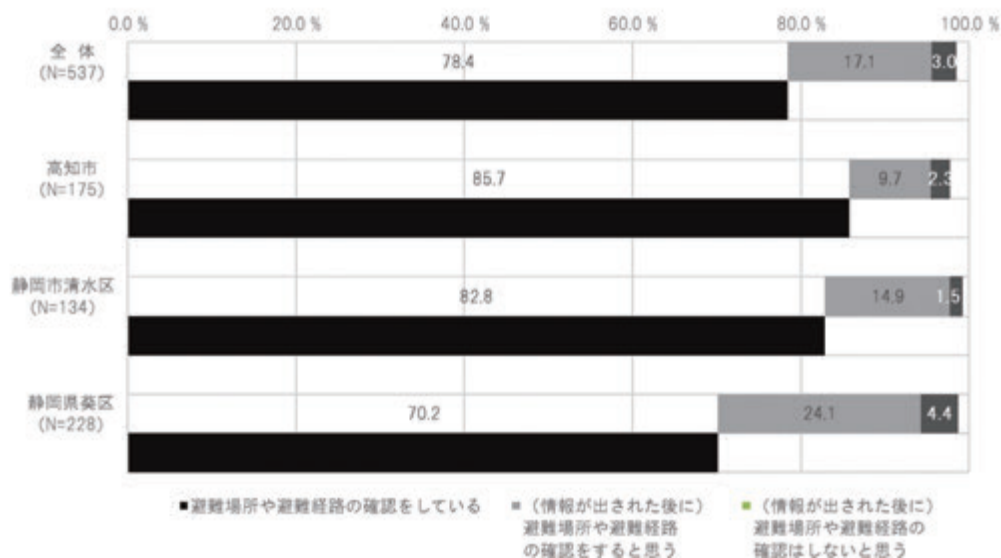 0.0 % 20.0 % 40.0 % 60.0 % 80.0 % 100.0 %
全 体
(N=537)
78.4 17.1 3.0
高知市
(N=175)
85.7 9.7 2.3
静岡市清水区
(N=134)
82.8 14.9 1.5
静岡県葵区
(N=228)
70.2 24.1 4.4
■避難場所や避難経路の確認をしている
■（情報が出された後に）
避難場所や避難経路
の確認をすると思う
■（情報が出された後に）
避難場所や避難経路の
確認はしないと思う